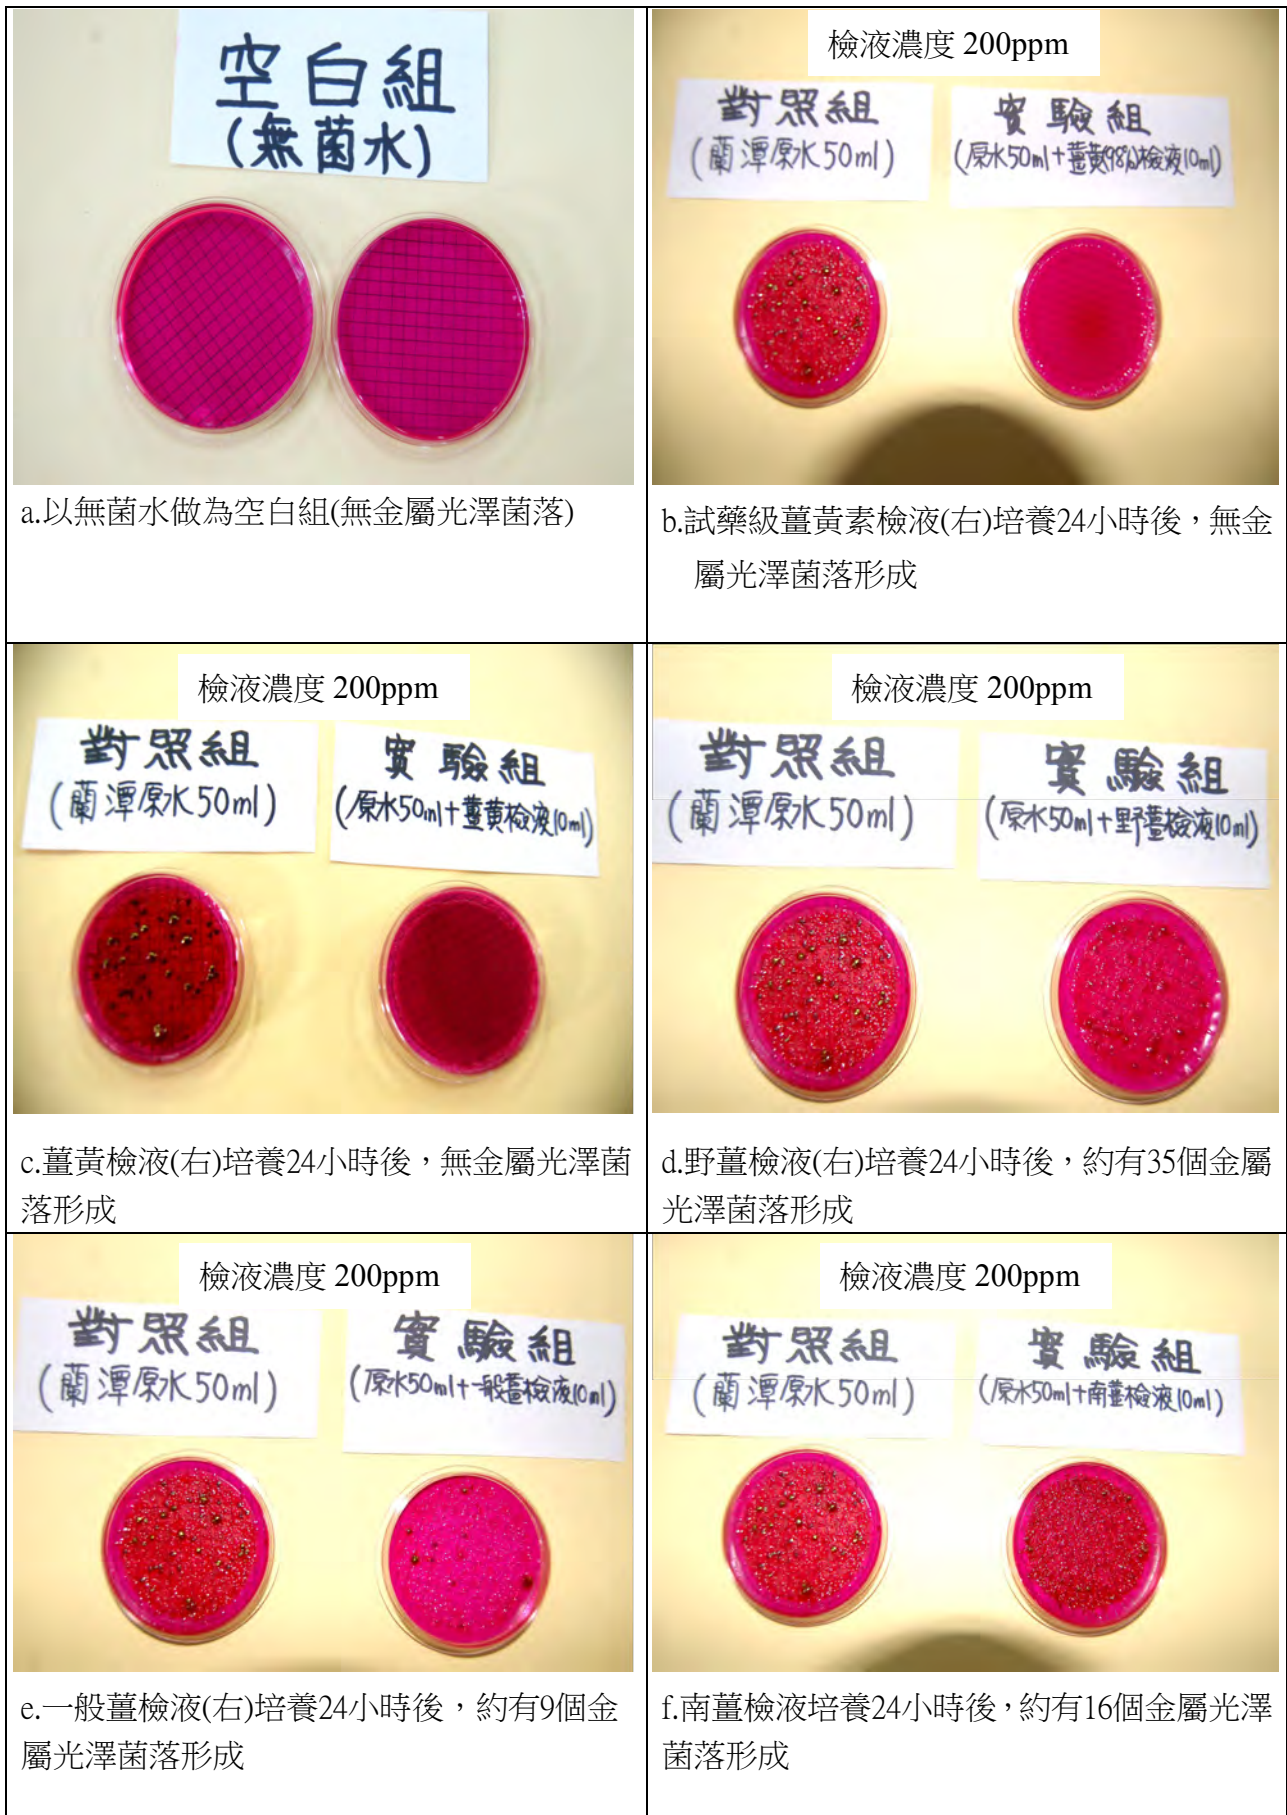 空白組
(無菌水)
a.以無菌水做為空白組(無金屬光澤菌落)
檢液濃度 200ppm
對照組
(蘭潭原水50ml)
實驗組
(原水50ml+薑黃(98%)檢液10ml)
b.試藥級薑黃素檢液(右)培養24小時後，無金
屬光澤菌落形成
檢液濃度 200ppm
對照組
(蘭潭原水50ml)
實驗組
(原水50ml+薑黃檢液10ml)
c.薑黃檢液(右)培養24小時後，無金屬光澤菌
落形成
檢液濃度 200ppm
對照組
(蘭潭原水50ml)
實驗組
(原水50ml+野薑檢液10ml)
d.野薑檢液(右)培養24小時後，約有35個金屬
光澤菌落形成
檢液濃度 200ppm
對照組
(蘭潭原水50ml)
實驗組
(原水50ml+一般薑檢液10ml)
e.一般薑檢液(右)培養24小時後，約有9個金
屬光澤菌落形成
檢液濃度 200ppm
對照組
(蘭潭原水50ml)
實驗組
(原水50ml+南薑檢液10ml)
f.南薑檢液培養24小時後，約有16個金屬光澤
菌落形成